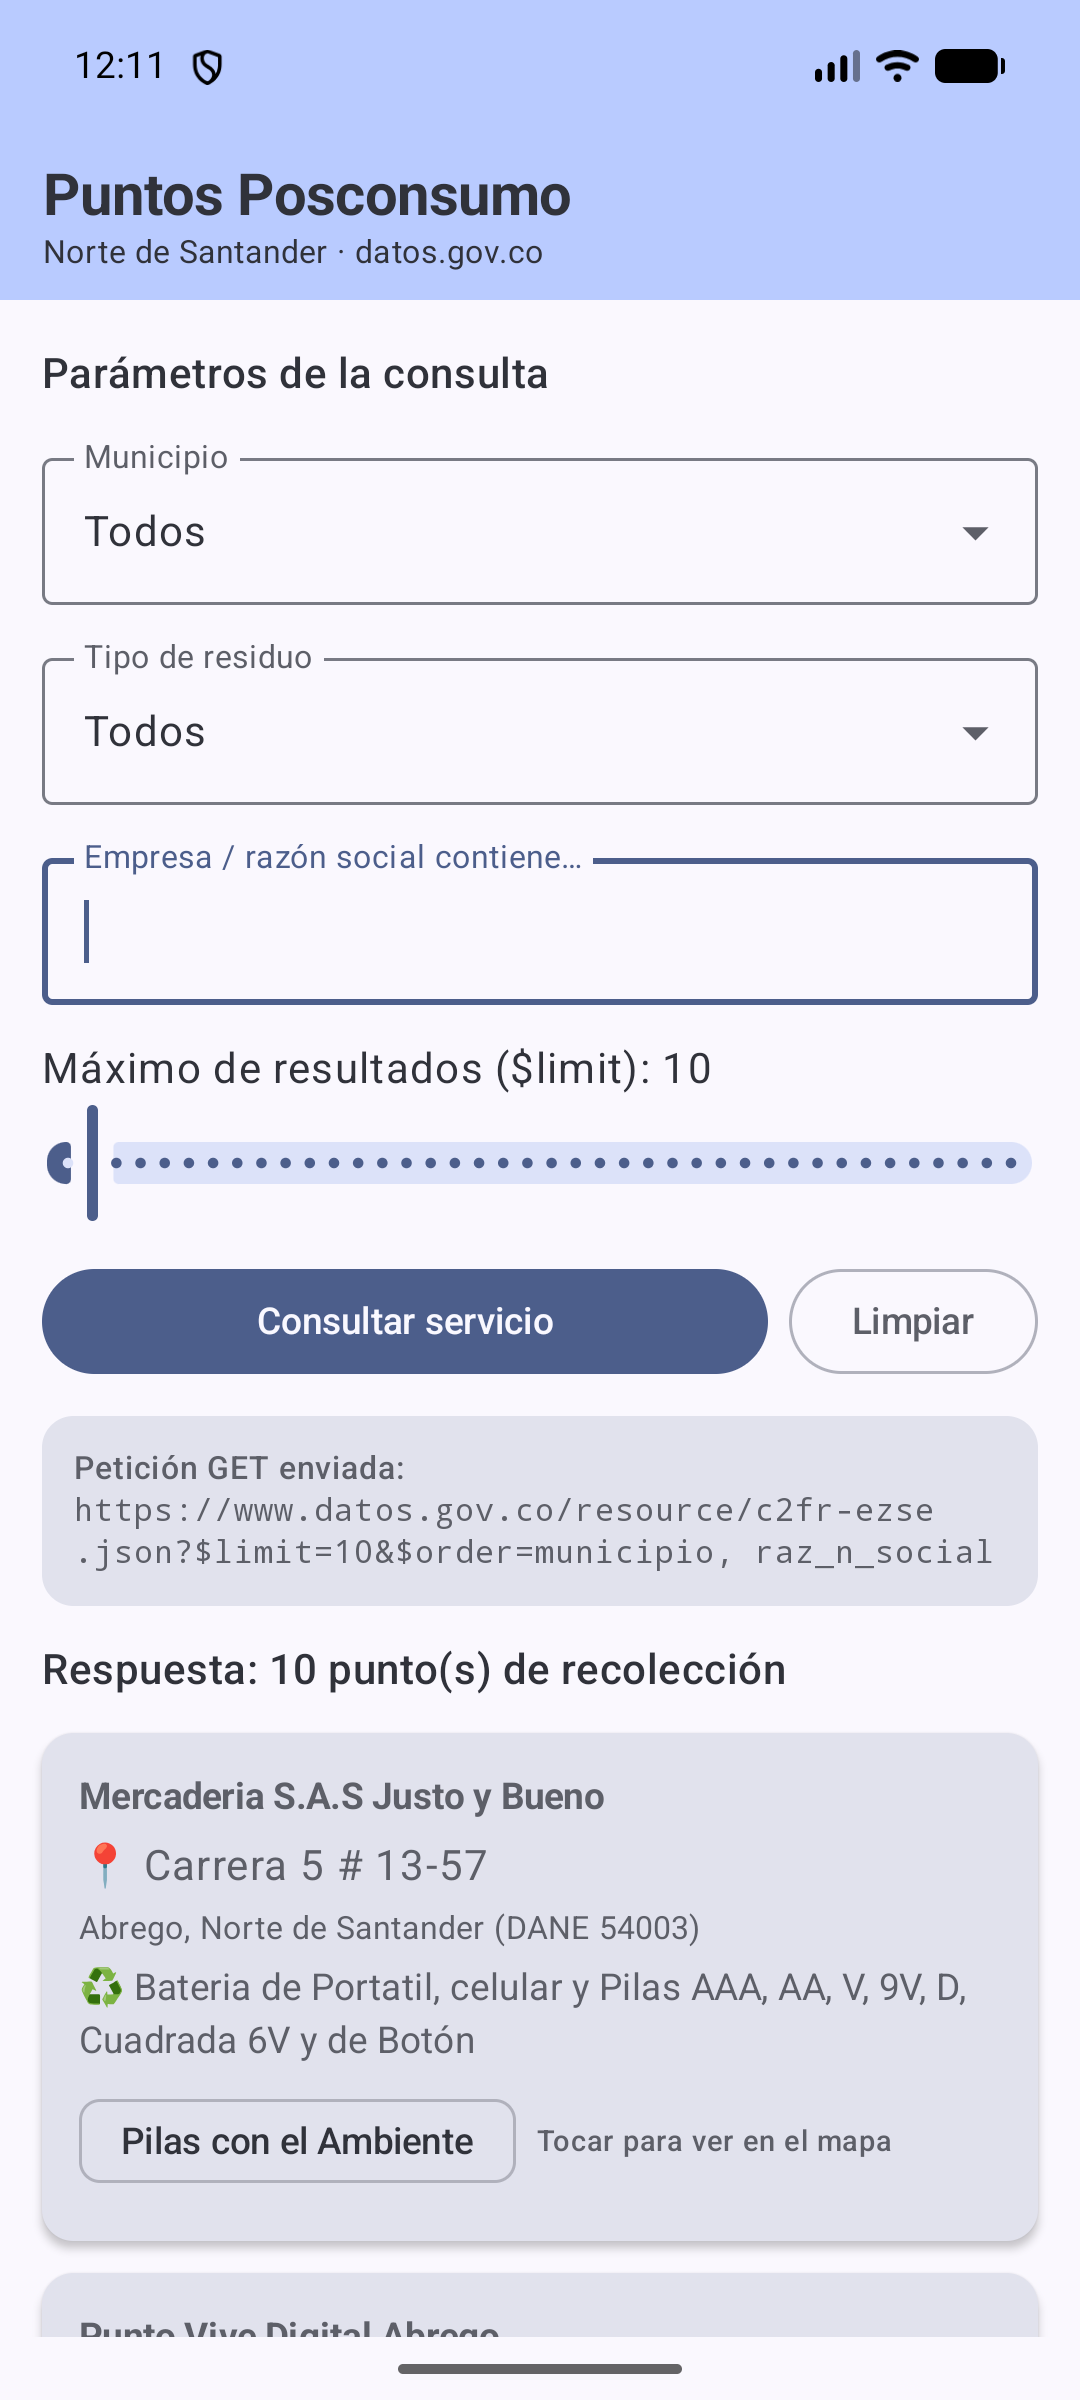 12:11
Puntos Posconsumo
Norte de Santander · datos.gov.co
Parámetros de la consulta
Municipio
Todos
Tipo de residuo
Todos
Empresa / razón social contiene…
Máximo de resultados ($limit): 10
Consultar servicio
Limpiar
Petición GET enviada:
https://www.datos.gov.co/resource/c2fr-ezse
.json?$limit=10&$order=municipio, raz_n_social
Respuesta: 10 punto(s) de recolección
Mercaderia S.A.S Justo y Bueno
📍 Carrera 5 # 13-57
Abrego, Norte de Santander (DANE 54003)
♻️ Bateria de Portatil, celular y Pilas AAA, AA, V, 9V, D,
Cuadrada 6V y de Botón
Pilas con el Ambiente
Tocar para ver en el mapa
Punto Vive Digital Abrego